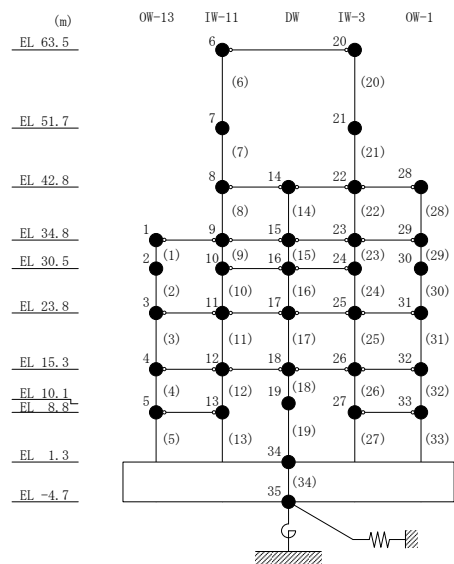 (m) OW-13 IW-11 DW IW-3 OW-1
EL 63.5 6 20
(6) (20)
EL 51.7 7 21
(7) (21)
EL 42.8 8 14 22 28
(8) (14) (22) (28)
EL 34.8 1 9 15 23 29
(1) (9) (15) (23) (29)
EL 30.5 2 10 16 24 30
(2) (10) (16) (24) (30)
EL 23.8 3 11 17 25 31
(3) (11) (17) (25) (31)
EL 15.3 4 12 18 26 32
(4) (12) (18) (26) (32)
EL 10.1 19
EL 8.8 5 13 27 33
(5) (13) (19) (27) (33)
EL 1.3 34
(34)
EL -4.7 35